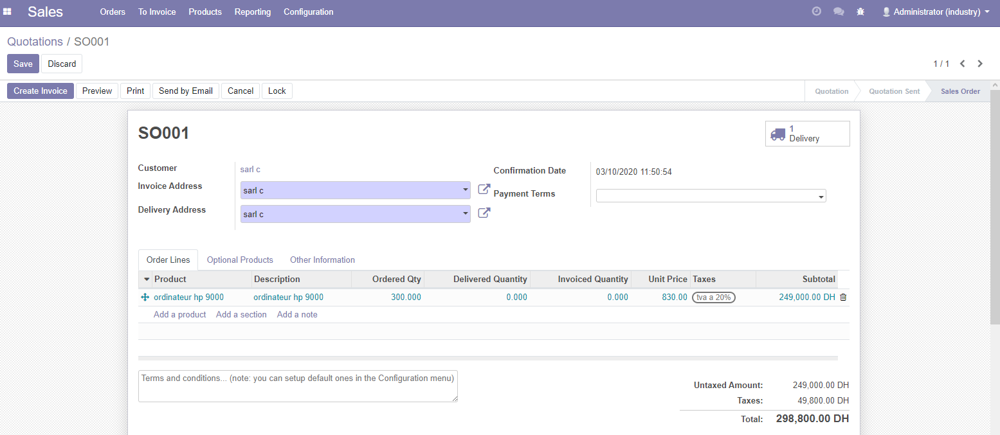 Sales Orders To Invoice Products Reporting Configuration Administrator (industry)
Quotations / SO001
Save Discard 1 / 1
Create Invoice Preview Print Send by Email Cancel Lock Quotation Quotation Sent Sales Order
SO001
1
Delivery
Customer sarl c
Confirmation Date 03/10/2020 11:50:54
Invoice Address sarl c
Payment Terms
Delivery Address sarl c
Order Lines Optional Products Other Information
Product Description Ordered Qty Delivered Quantity Invoiced Quantity Unit Price Taxes Subtotal
ordinateur hp 9000 ordinateur hp 9000 300.000 0.000 0.000 830.00 tva a 20% 249,000.00 DH
Add a product Add a section Add a note
Terms and conditions... (note: you can setup default ones in the Configuration menu)
Untaxed Amount: 249,000.00 DH
Taxes: 49,800.00 DH
Total: 298,800.00 DH